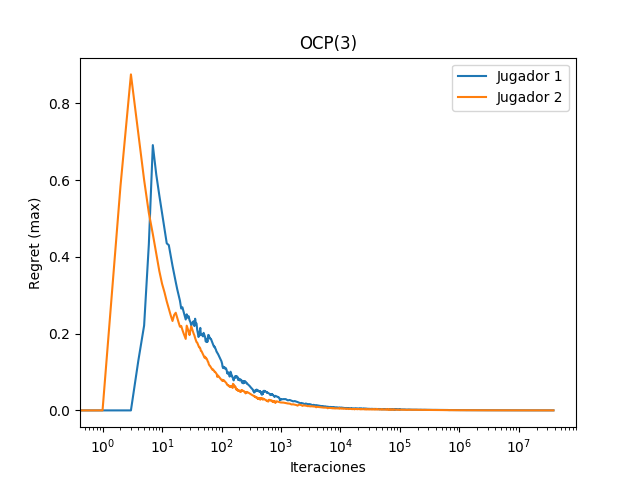 OCP(3)
Jugador 1
Jugador 2
Regret (max)
0.8
0.6
0.4
0.2
0.0
10^0 10^1 10^2 10^3 10^4 10^5 10^6 10^7
Iteraciones